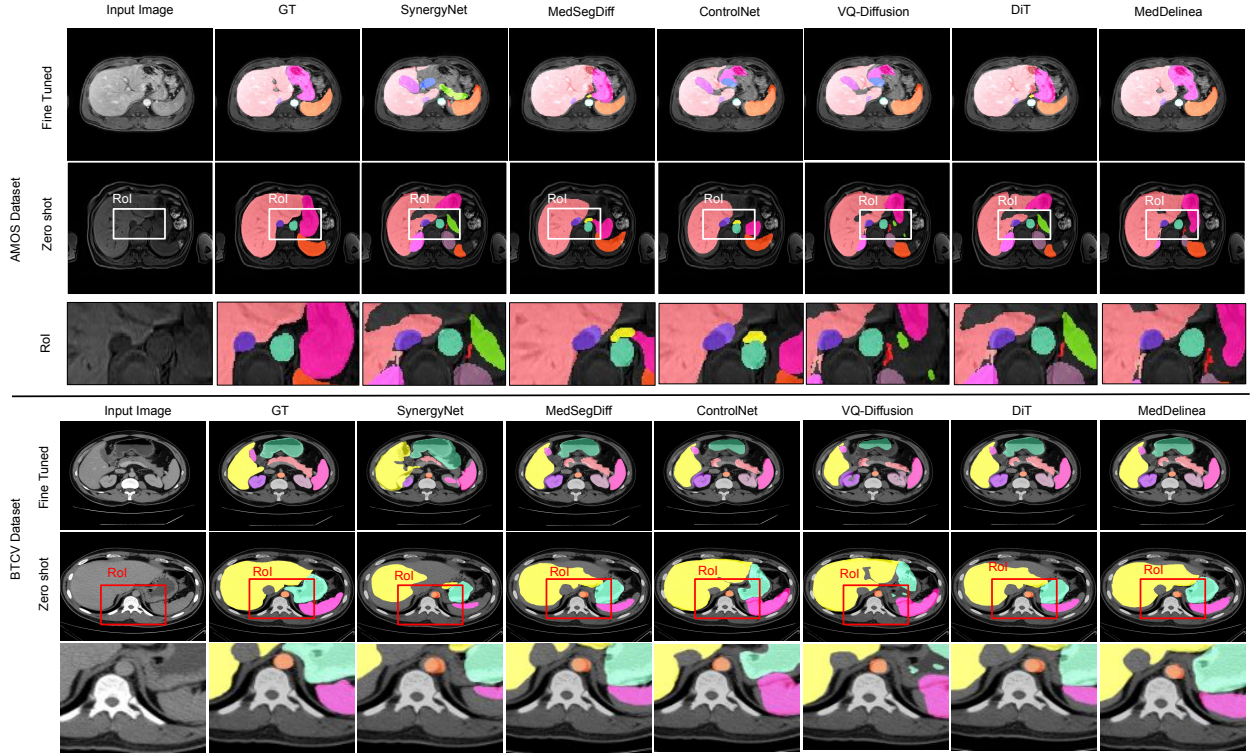 Input Image GT SynergyNet MedSegDiff ControlNet VQ-Diffusion DiT MedDelinea
AMOS Dataset
Fine Tuned
Zero shot
RoI RoI RoI RoI RoI RoI RoI RoI
RoI
Input Image GT SynergyNet MedSegDiff ControlNet VQ-Diffusion DiT MedDelinea
BTCV Dataset
Fine Tuned
Zero shot
RoI RoI RoI RoI RoI RoI RoI RoI